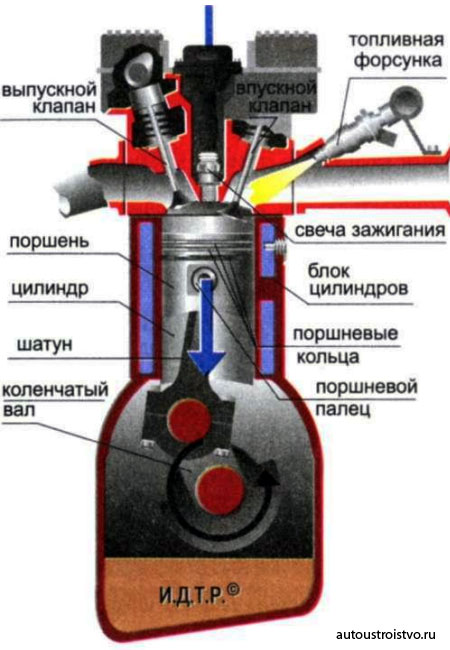 топливная
форсунка
выпускной
клапан
впускной
клапан
свеча зажигания
поршень
блок
цилиндров
цилиндр
поршневые
кольца
шатун
поршневой
палец
коленчатый
вал
И.Д.Т.Р.©
autoustroistvo.ru